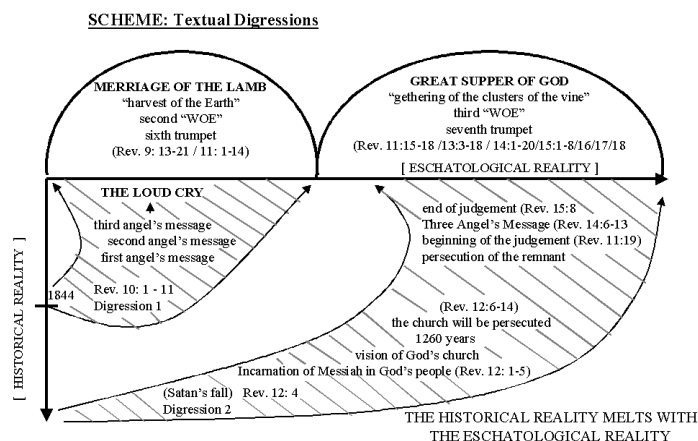 SCHEME: Textual Digressions
MERRIAGE OF THE LAMB
“harvest of the Earth”
second “WOE”
sixth trumpet
(Rev. 9: 13-21 / 11: 1-14)
GREAT SUPPER OF GOD
“gethering of the clusters of the vine”
third “WOE”
seventh trumpet
(Rev. 11:15-18 /13:3-18 / 14:1-20/15:1-8/16/17/18
[ ESCHATOLOGICAL REALITY ]
THE LOUD CRY
third angel’s message
second angel’s message
first angel’s message
1844
Rev. 10: 1 - 11
Digression 1
[ HISTORICAL REALITY ]
end of judgement (Rev. 15:8
Three Angel’s Message (Rev. 14:6-13
beginning of the judgement (Rev. 11:19)
persecution of the remnant
(Rev. 12:6-14)
the church will be persecuted
1260 years
vision of God’s church
Incarnation of Messiah in God’s people (Rev. 12: 1-5)
(Satan’s fall) Rev. 12: 4
Digression 2
THE HISTORICAL REALITY MELTS WITH
THE ESCHATOLOGICAL REALITY